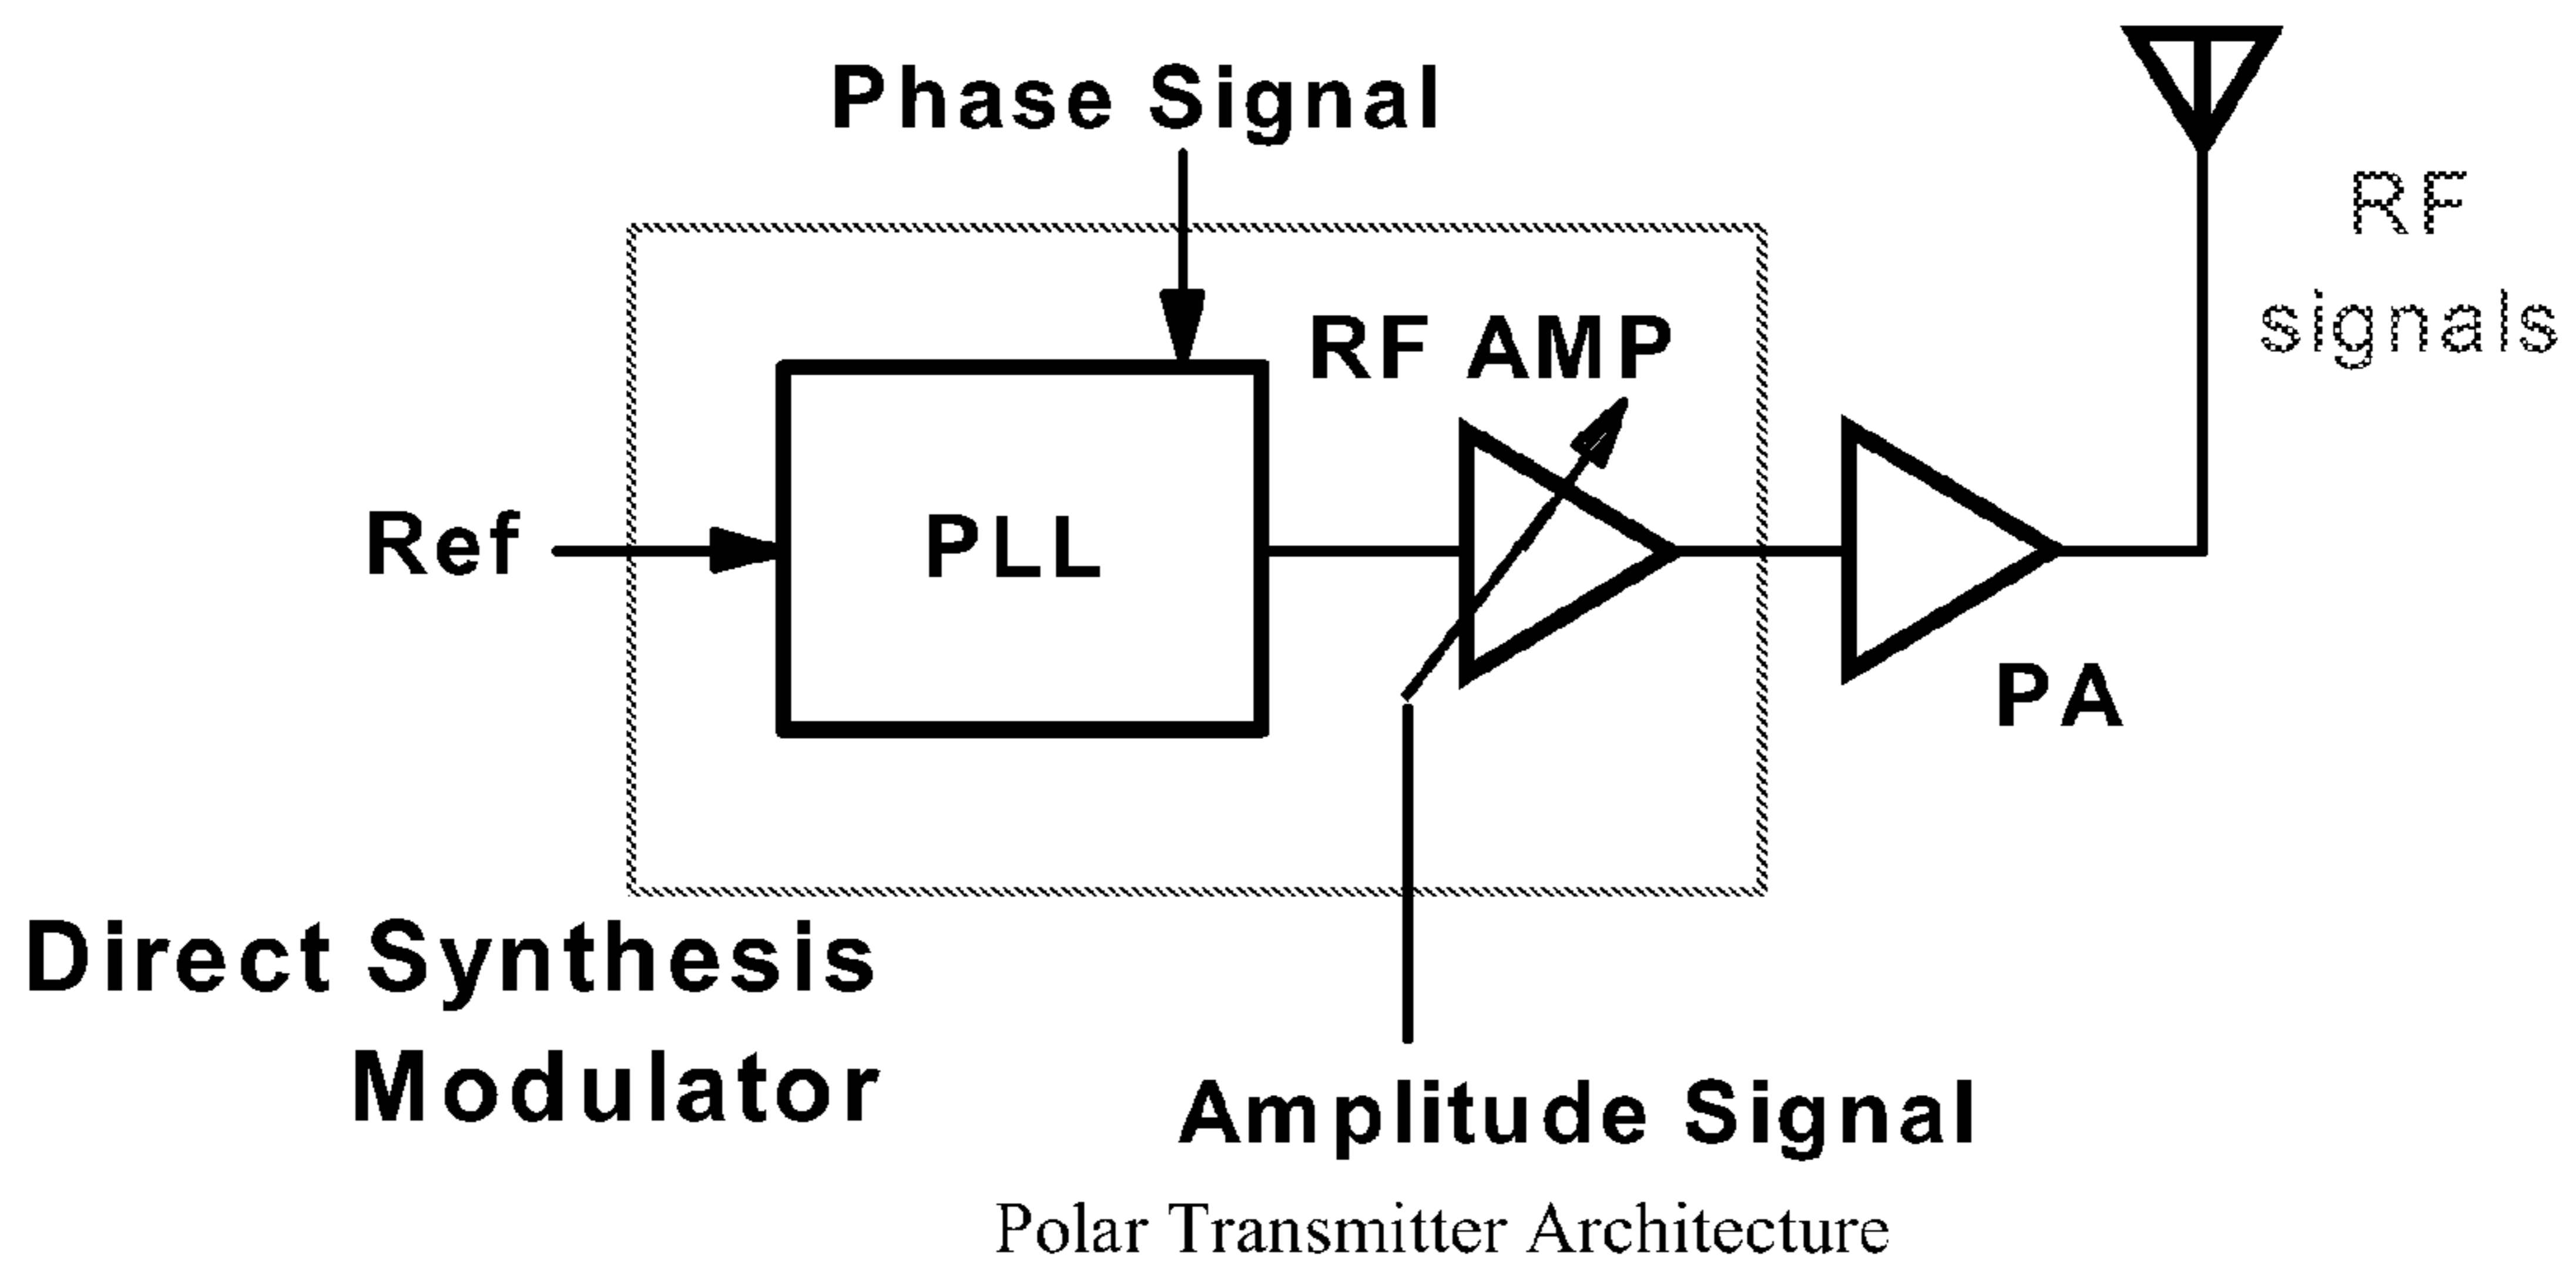 Phase Signal
RF
signals
RF AMP
Ref
PLL
PA
Direct Synthesis
Modulator
Amplitude Signal
Polar Transmitter Architecture